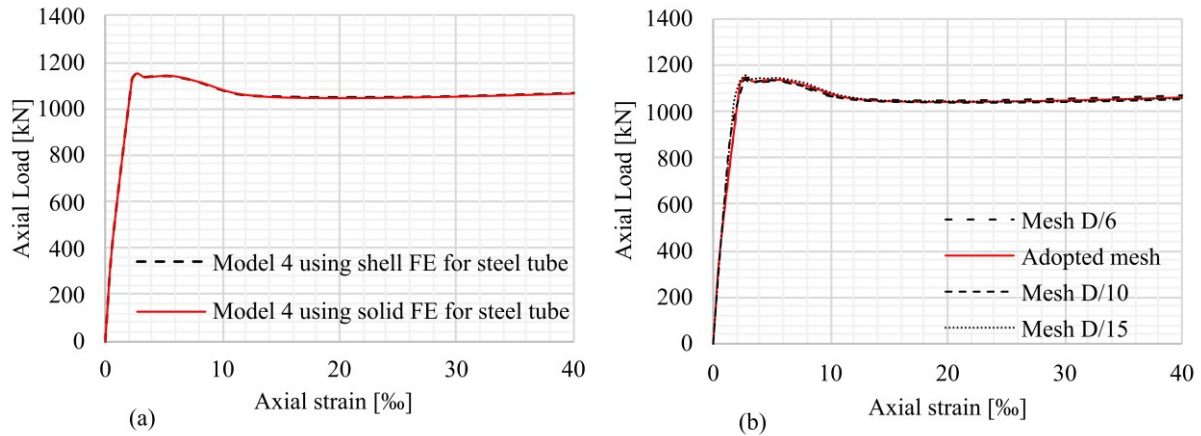 1400
1200
1000
800
600
400
200
0
Axial Load [kN]
Model 4 using shell FE for steel tube
Model 4 using solid FE for steel tube
0 10 20 30 40
Axial strain [‰]
(a)
1400
1200
1000
800
600
400
200
0
Axial Load [kN]
Mesh D/6
Adopted mesh
Mesh D/10
Mesh D/15
0 10 20 30 40
Axial strain [‰]
(b)